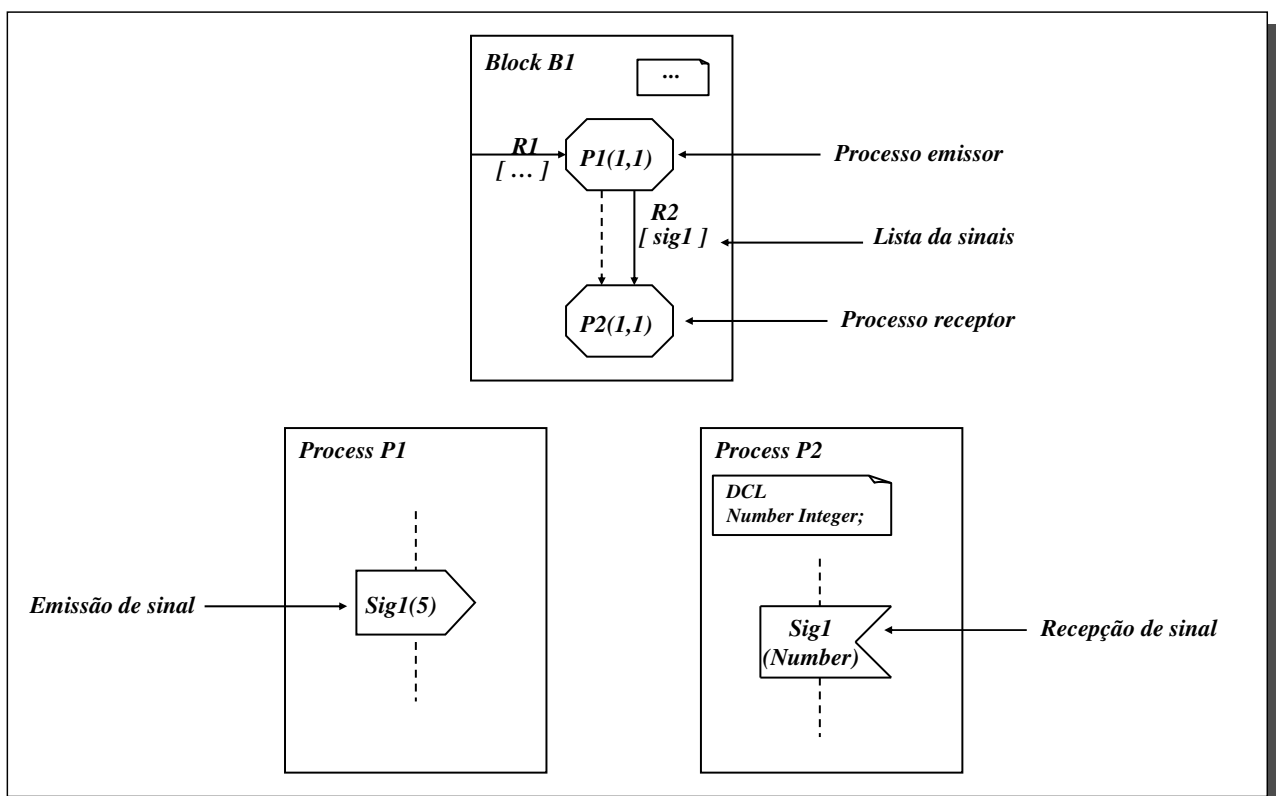 Block B1
...
R1
[ ... ]
P1(1,1)
Processo emissor
R2
[ sig1 ]
Lista da sinais
P2(1,1)
Processo receptor
Process P1
Emissão de sinal
Sig1(5)
Process P2
DCL
Number Integer;
Sig1
(Number)
Recepção de sinal